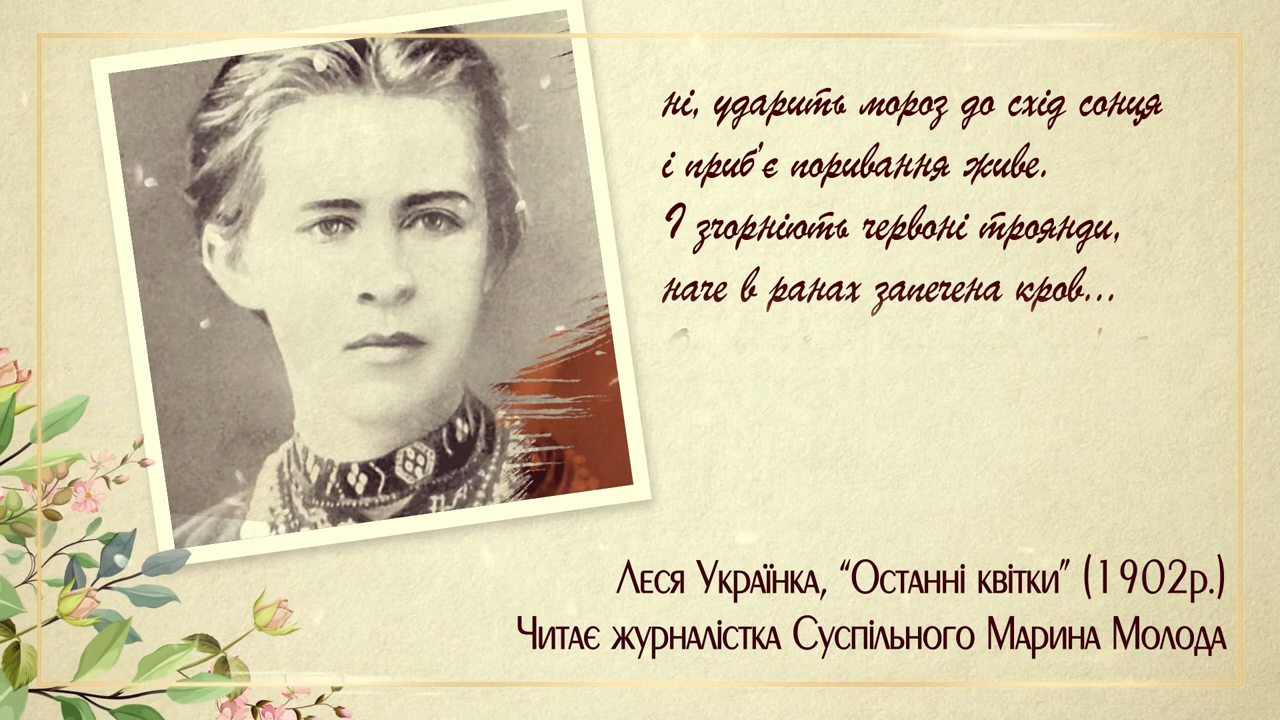 ні, ударить мороз до схід сонця
і приб'є поривання живе.
І зчорніють червоні троянди,
наче в ранах запечена кров...
Леся Українка, “Останні квітки” (1902р.)
Читає журналістка Суспільного Марина Молода